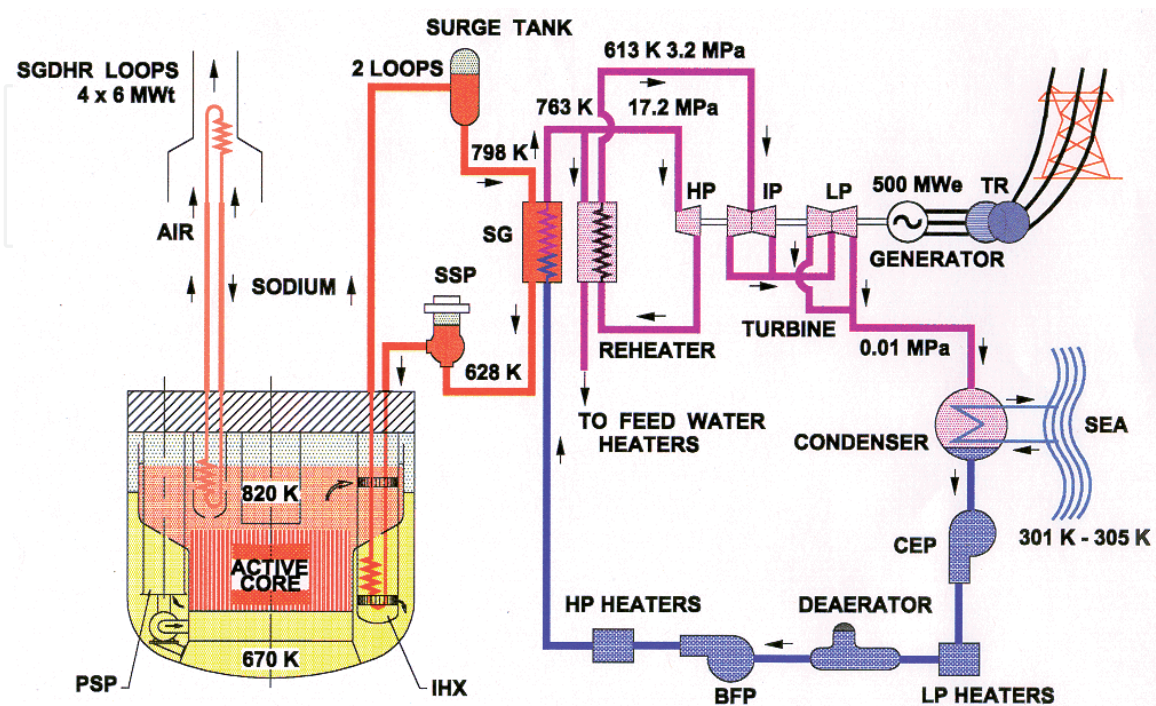 SURGE TANK
SGDHR LOOPS
4 x 6 MWt
2 LOOPS
613 K 3.2 MPa
763 K
17.2 MPa
798 K
HP
IP
LP
500 MWe
TR
AIR
SG
GENERATOR
SODIUM
SSP
TURBINE
REHEATER
0.01 MPa
628 K
TO FEED WATER
HEATERS
CONDENSER
SEA
820 K
CEP
301 K - 305 K
ACTIVE
CORE
HP HEATERS
DEAERATOR
670 K
PSP
IHX
BFP
LP HEATERS